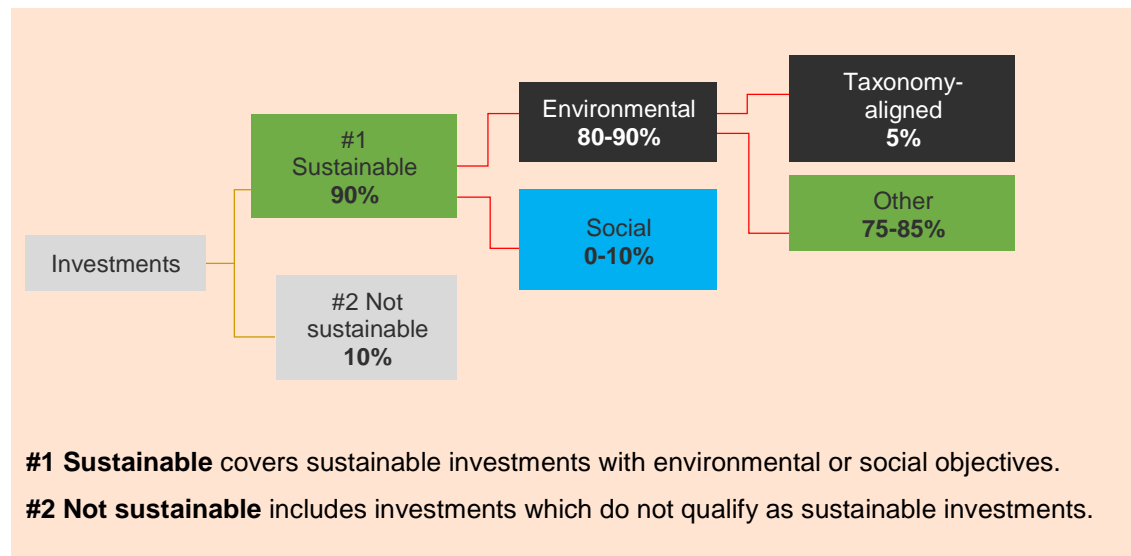 Investments
#1
Sustainable
90%
#2 Not
sustainable
10%
Environmental
80-90%
Social
0-10%
Taxonomy-
aligned
5%
Other
75-85%
#1 Sustainable covers sustainable investments with environmental or social objectives.
#2 Not sustainable includes investments which do not qualify as sustainable investments.